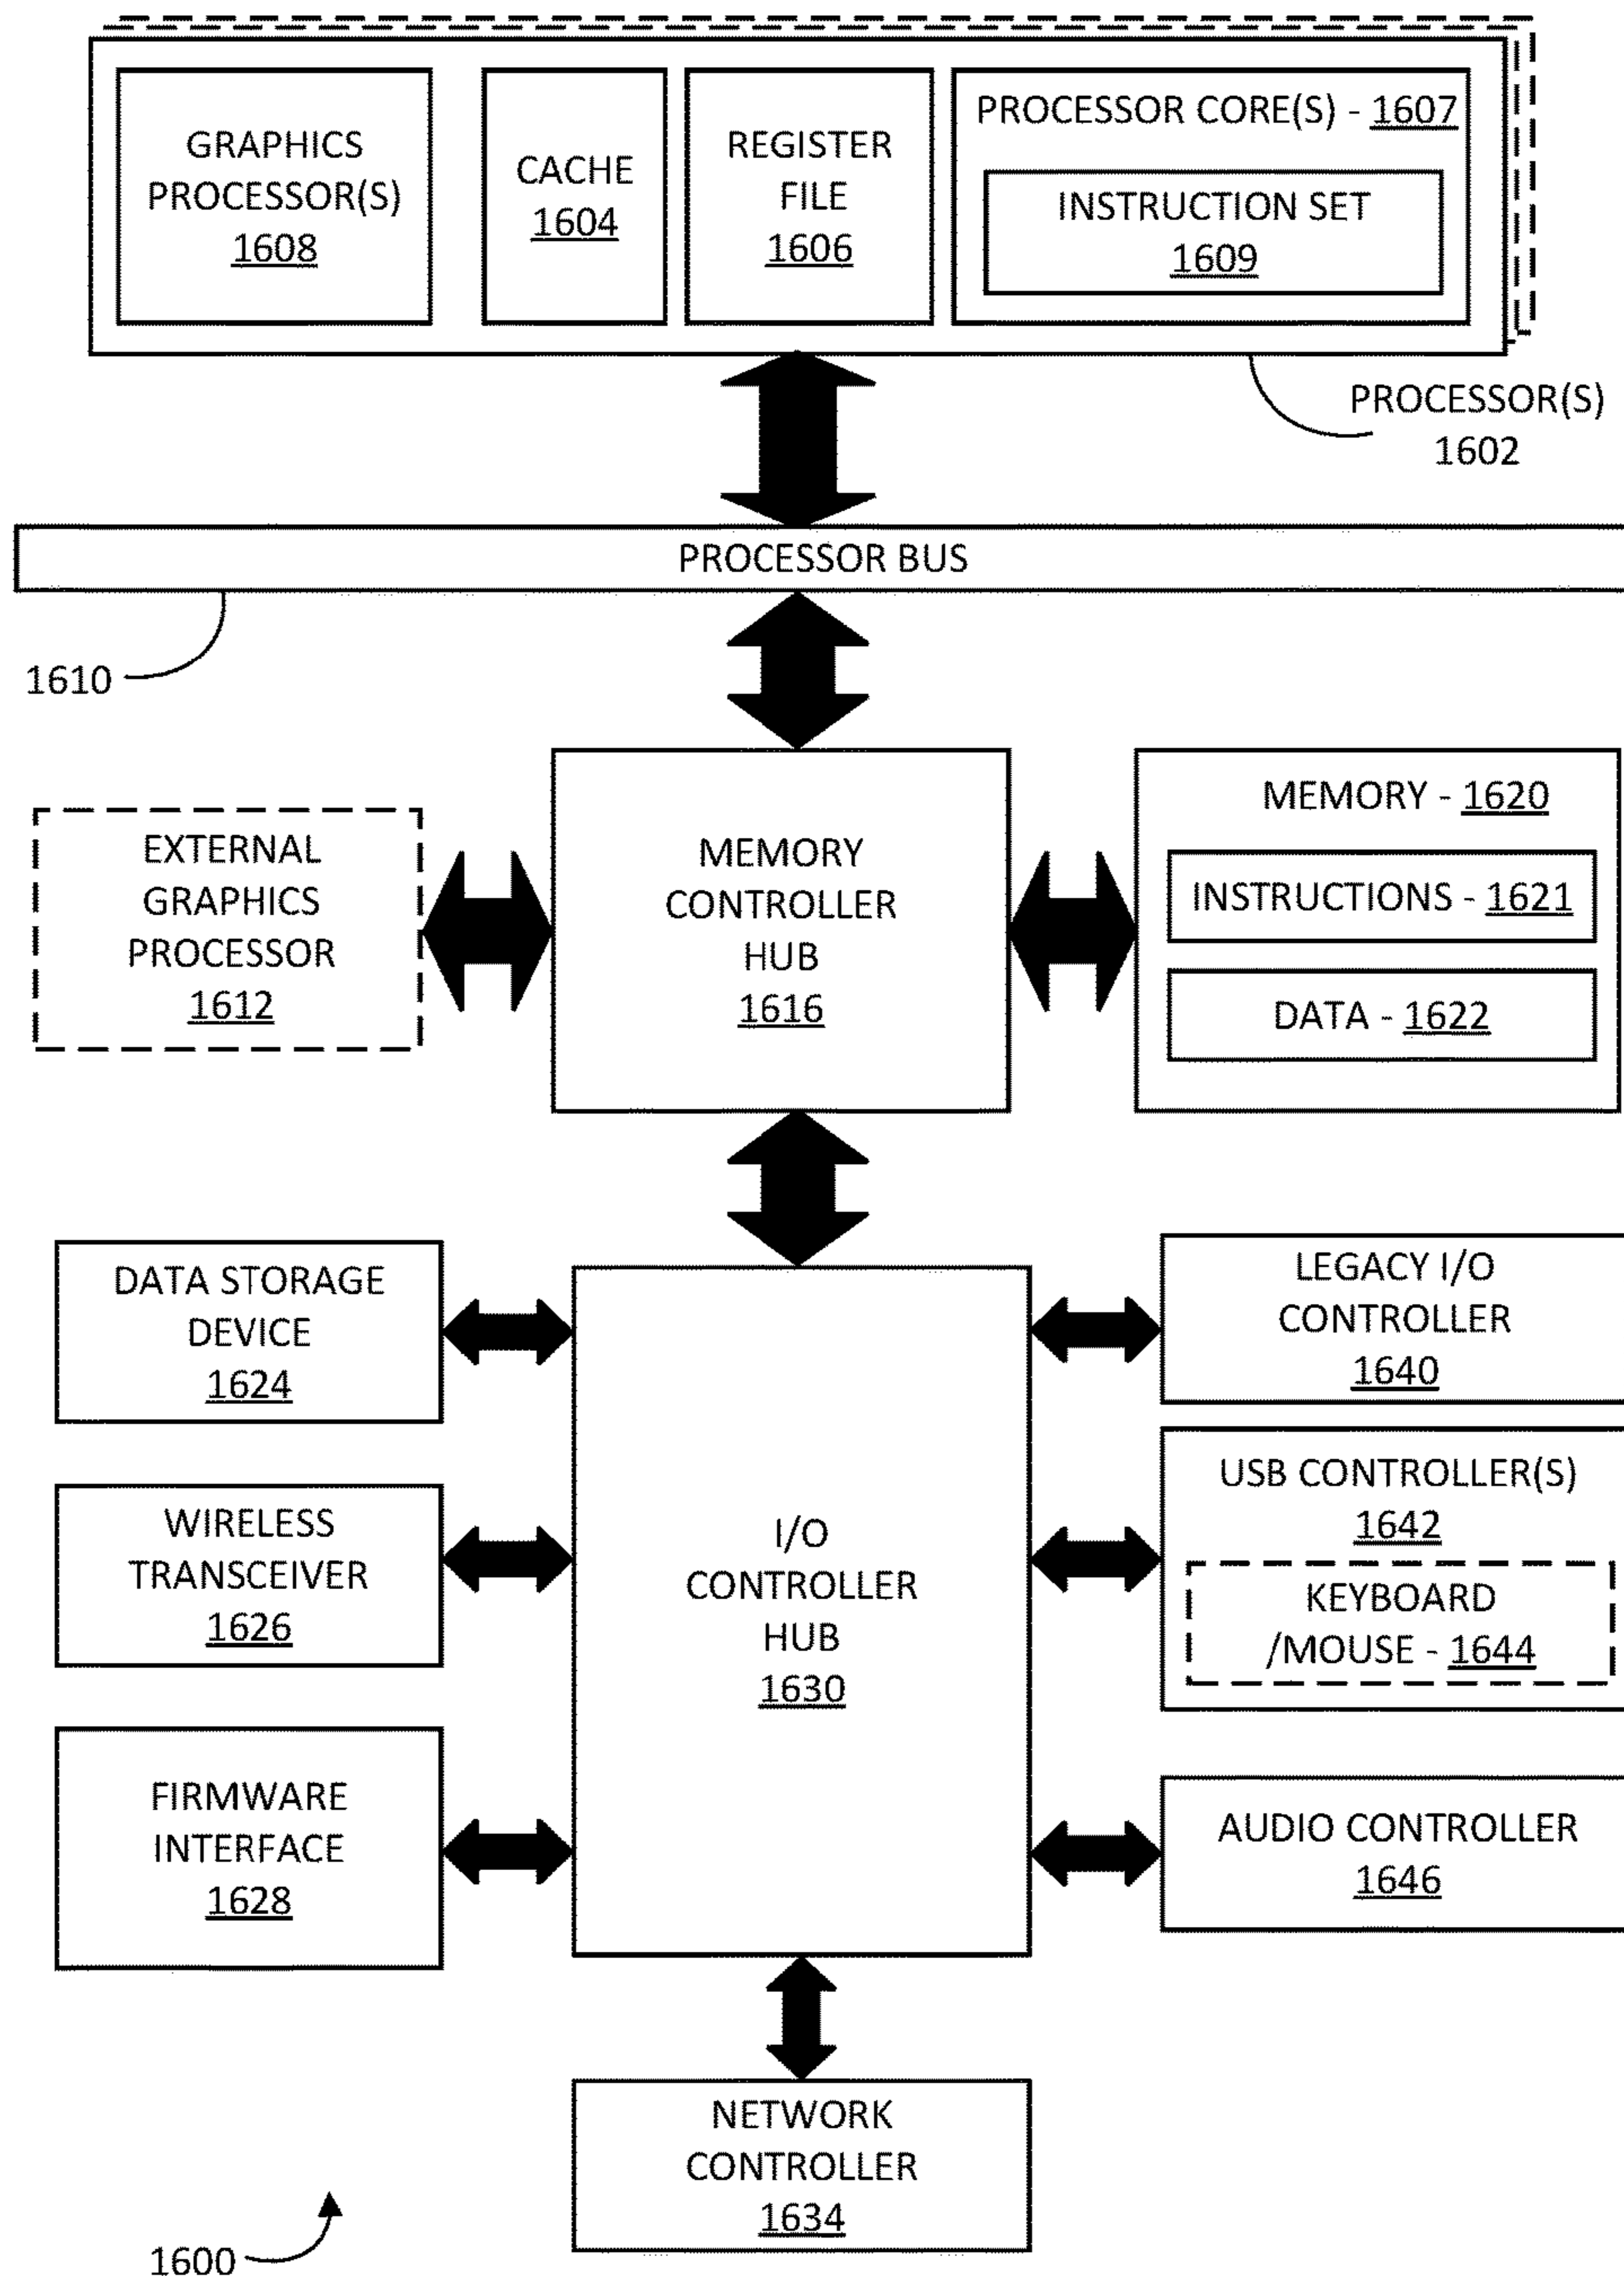 GRAPHICS
PROCESSOR(S)
1608
CACHE
1604
REGISTER
FILE
1606
PROCESSOR CORE(S) - 1607
INSTRUCTION SET
1609
PROCESSOR(S)
1602
PROCESSOR BUS
1610
EXTERNAL
GRAPHICS
PROCESSOR
1612
MEMORY
CONTROLLER
HUB
1616
MEMORY - 1620
INSTRUCTIONS - 1621
DATA - 1622
DATA STORAGE
DEVICE
1624
WIRELESS
TRANSCEIVER
1626
FIRMWARE
INTERFACE
1628
I/O
CONTROLLER
HUB
1630
LEGACY I/O
CONTROLLER
1640
USB CONTROLLER(S)
1642
KEYBOARD
/MOUSE - 1644
AUDIO CONTROLLER
1646
NETWORK
CONTROLLER
1634
1600